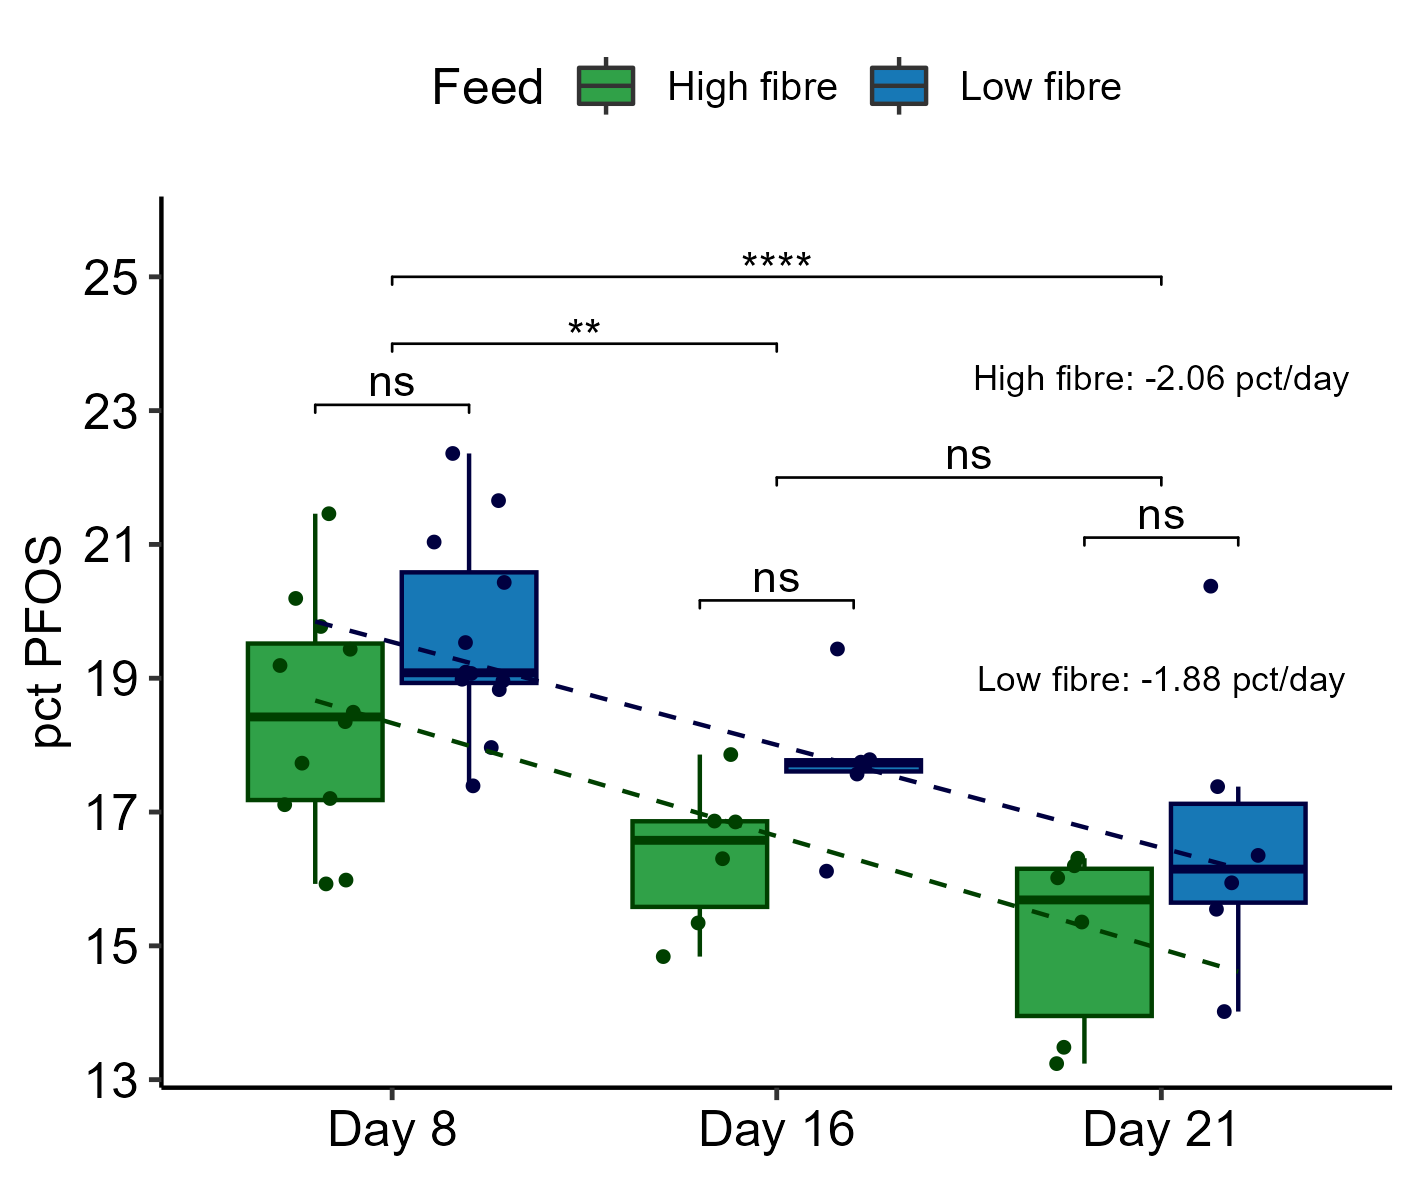 Feed High fibre Low fibre
****
25
**
High fibre: -2.06 pct/day
ns
23
ns
ns
21
ns
pct PFOS
19
Low fibre: -1.88 pct/day
17
15
13
Day 8 Day 16 Day 21